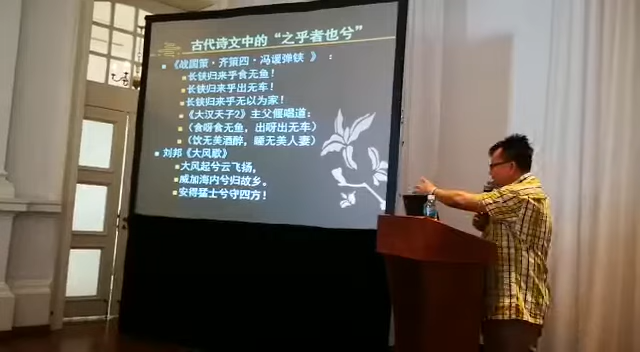 古代诗文中的“之乎者也兮”
《战国策·齐策四·冯谖弹铗》：
长铗归来乎食无鱼！
长铗归来乎出无车！
长铗归来乎无以为家！
《大汉天子2》主父偃唱道：
（食呀食无鱼，出呀出无车）
（饮无美酒醉，睡无美人妻）
刘邦《大风歌》
大风起兮云飞扬，
威加海内兮归故乡。
安得猛士兮守四方！